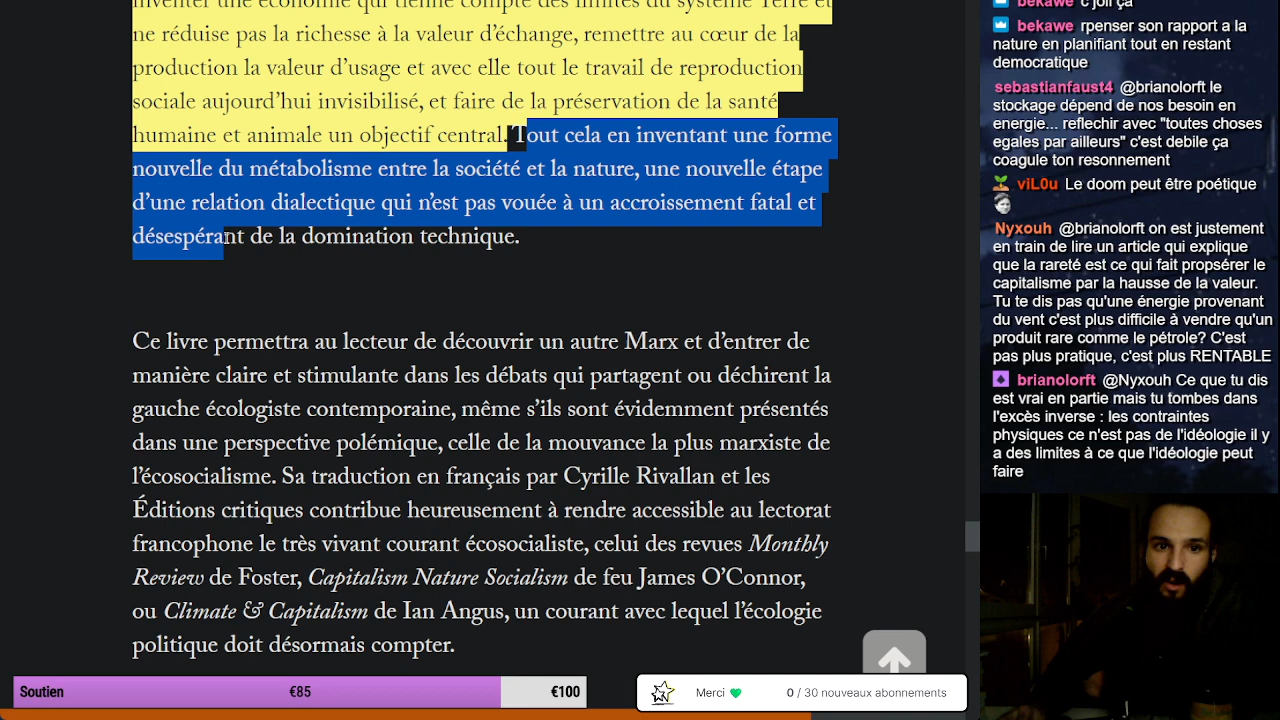 inventer une économie qui tienne compte des limites du système Terre et
ne réduise pas la richesse à la valeur d’échange, remettre au cœur de la
production la valeur d’usage et avec elle tout le travail de reproduction
sociale aujourd’hui invisibilisé, et faire de la préservation de la santé
humaine et animale un objectif central. Tout cela en inventant une forme
nouvelle du métabolisme entre la société et la nature, une nouvelle étape
d’une relation dialectique qui n’est pas vouée à un accroissement fatal et
désespérant de la domination technique.
Ce livre permettra au lecteur de découvrir un autre Marx et d’entrer de
manière claire et stimulante dans les débats qui partagent ou déchirent la
gauche écologiste contemporaine, même s’ils sont évidemment présentés
dans une perspective polémique, celle de la mouvance la plus marxiste de
l’écosocialisme. Sa traduction en français par Cyrille Rivallan et les
Éditions critiques contribue heureusement à rendre accessible au lectorat
francophone le très vivant courant écosocialiste, celui des revues Monthly
Review de Foster, Capitalism Nature Socialism de feu James O’Connor,
ou Climate & Capitalism de Ian Angus, un courant avec lequel l’écologie
politique doit désormais compter.
Soutien €85 €100
Merci 0 / 30 nouveaux abonnements
bekawe c joli ça
bekawe rpenser son rapport a la
nature en planifiant tout en restant
democratique
sebastianfaust4 @brianolorft le
stockage dépend de nos besoin en
energie... reflechir avec "toutes choses
egales par ailleurs" c'est debile ça
coagule ton resonnement
viL0u Le doom peut être poétique
Nyxouh @brianolorft on est justement
en train de lire un article qui explique
que la rareté est ce qui fait propsérer le
capitalisme par la hausse de la valeur.
Tu te dis pas qu'une énergie provenant
du vent c'est plus difficile à vendre qu'un
produit rare comme le pétrole? C'est
pas plus pratique, c'est plus RENTABLE
brianolorft @Nyxouh Ce que tu dis
est vrai en partie mais tu tombes dans
l'excès inverse : les contraintes
physiques ce n'est pas de l'idéologie il y
a des limites à ce que l'idéologie peut
faire